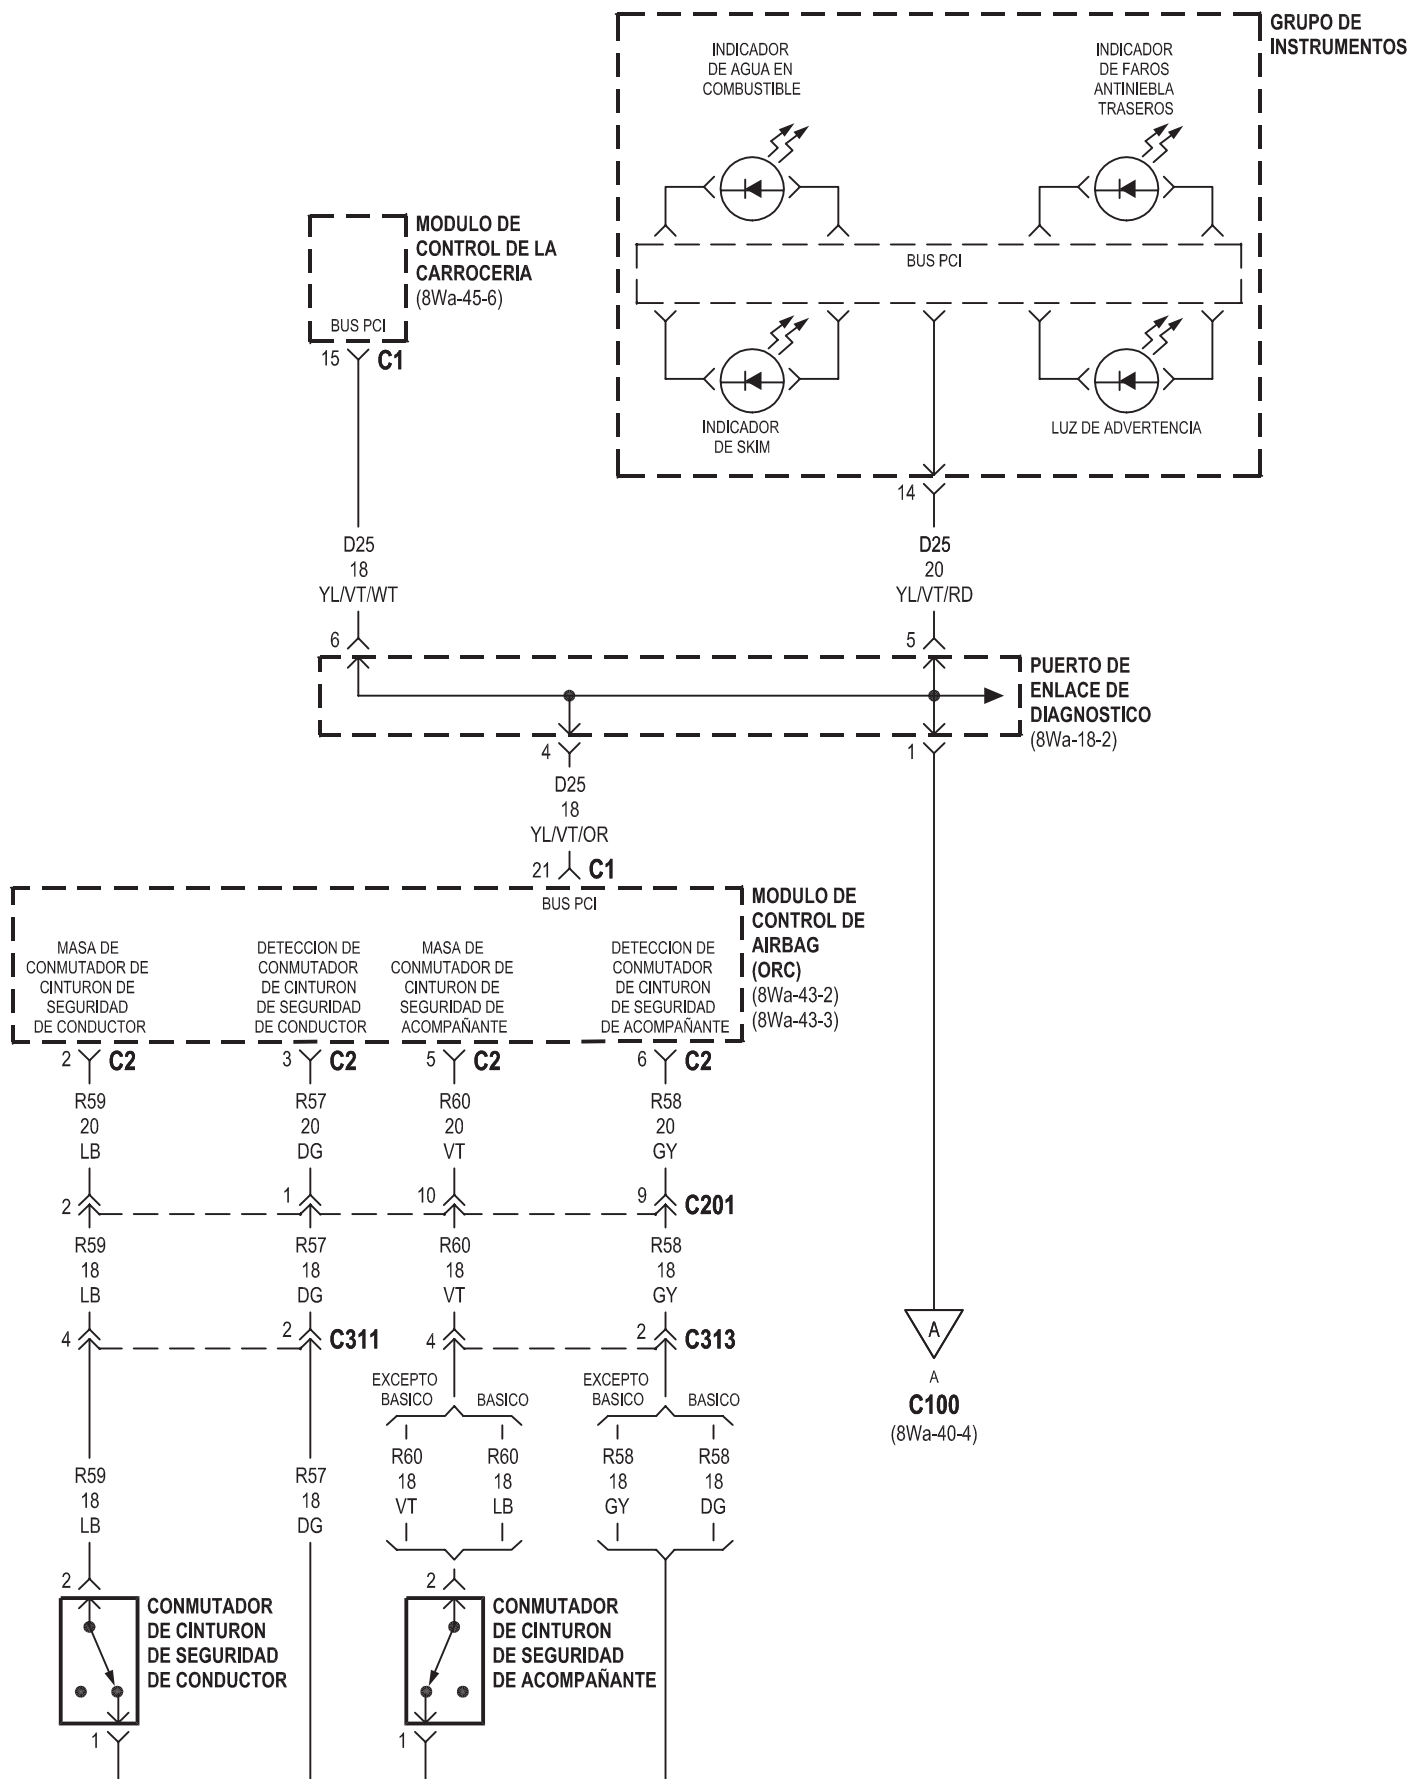 GRUPO DE
INSTRUMENTOS
INDICADOR
DE AGUA EN
COMBUSTIBLE
INDICADOR
DE FAROS
ANTINIEBLA
TRASEROS
BUS PCI
INDICADOR
DE SKIM
LUZ DE ADVERTENCIA
14
MODULO DE
CONTROL DE LA
CARROCERIA
(8Wa-45-6)
BUS PCI
15 C1
D25
18
YL/VT/WT
6
D25
20
YL/VT/RD
5
PUERTO DE
ENLACE DE
DIAGNOSTICO
(8Wa-18-2)
4
1
D25
18
YL/VT/OR
21 C1
BUS PCI
MODULO DE
CONTROL DE
AIRBAG
(ORC)
(8Wa-43-2)
(8Wa-43-3)
MASA DE
CONMUTADOR DE
CINTURON DE
SEGURIDAD
DE CONDUCTOR
DETECCION DE
CONMUTADOR
DE CINTURON
DE SEGURIDAD
DE CONDUCTOR
MASA DE
CONMUTADOR DE
CINTURON DE
SEGURIDAD DE
ACOMPAÑANTE
DETECCION DE
CONMUTADOR
DE CINTURON
DE SEGURIDAD
DE ACOMPAÑANTE
2 C2 3 C2 5 C2 6 C2
R59 R57 R60 R58
20 20 20 20
LB DG VT GY
2 1 10 9 C201
R59 R57 R60 R58
18 18 18 18
LB DG VT GY
4 2 C311 4 2 C313
A
A
C100
(8Wa-40-4)
EXCEPTO
BASICO
BASICO
EXCEPTO
BASICO
BASICO
R60 R60 R58 R58
18 18 18 18
VT LB GY DG
R59 R57
18 18
LB DG
2
CONMUTADOR
DE CINTURON
DE SEGURIDAD
DE CONDUCTOR
1
2
CONMUTADOR
DE CINTURON
DE SEGURIDAD
DE ACOMPAÑANTE
1